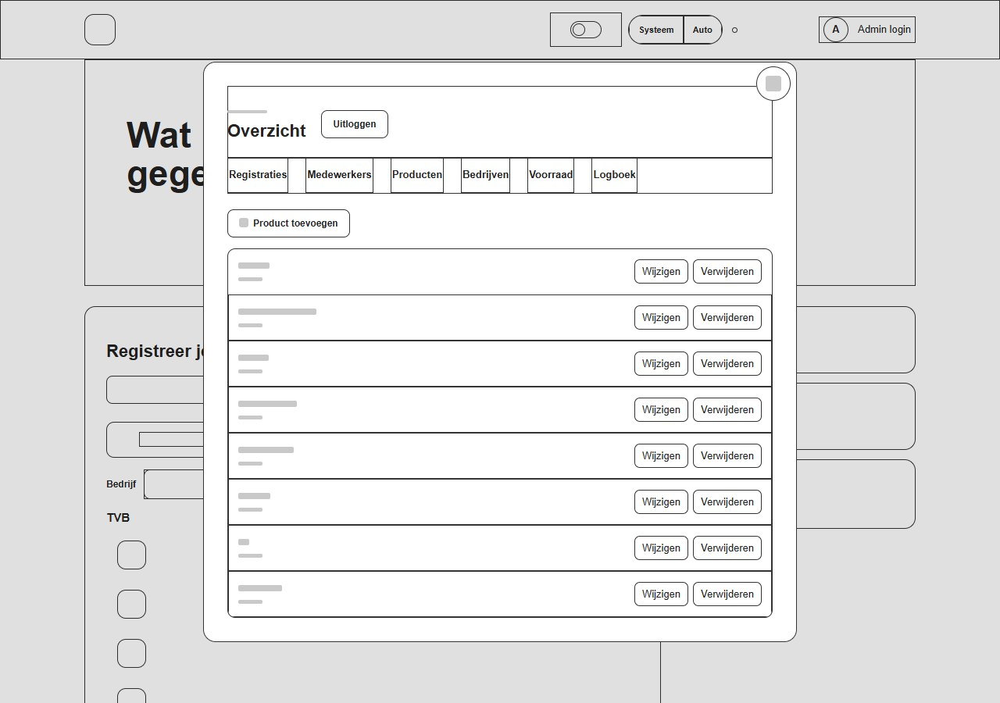 Systeem
Auto
A
Admin login
Wat
gege
Overzicht
Uitloggen
Registraties
Medewerkers
Producten
Bedrijven
Voorraad
Logboek
Product toevoegen
Wijzigen
Verwijderen
Wijzigen
Verwijderen
Wijzigen
Verwijderen
Wijzigen
Verwijderen
Wijzigen
Verwijderen
Wijzigen
Verwijderen
Wijzigen
Verwijderen
Wijzigen
Verwijderen
Registreer je
Bedrijf
TVB